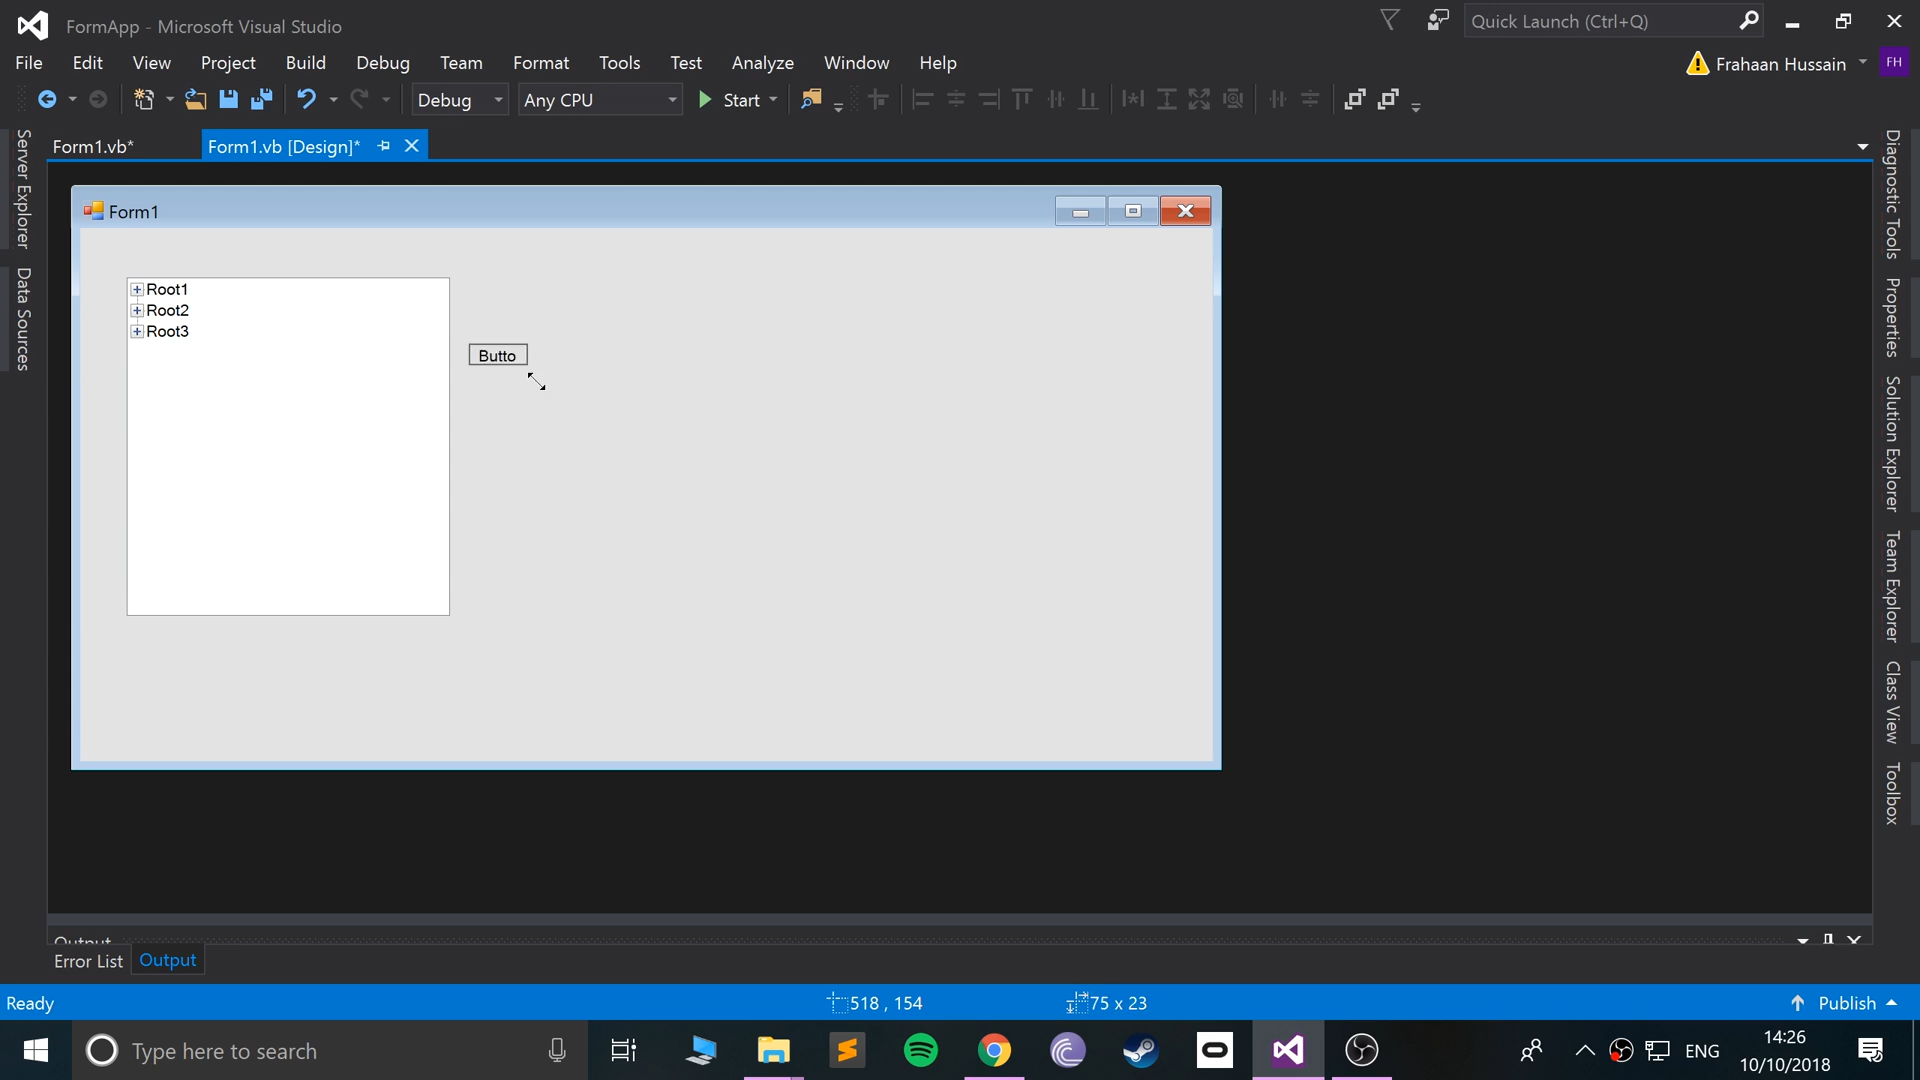 FormApp - Microsoft Visual Studio
Quick Launch (Ctrl+Q)
File Edit View Project Build Debug Team Format Tools Test Analyze Window Help
Frahaan Hussain FH
Debug Any CPU Start
Form1.vb* Form1.vb [Design]*
Server Explorer
Data Sources
Form1
Root1
Root2
Root3
Butto
Diagnostic Tools
Properties
Solution Explorer
Team Explorer
Class View
Toolbox
Output
Error List Output
Ready 518 , 154 75 x 23 Publish
Type here to search
ENG
14:26
10/10/2018